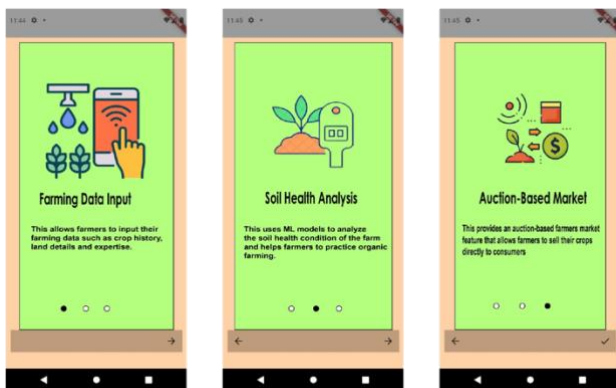 11:44
Farming Data Input
This allows farmers to input their
farming data such as crop history,
land details and expertise.
11:45
Soil Health Analysis
This uses ML models to analyze
the soil health condition of the farm
and helps farmers to practice organic
farming.
11:45
Auction-Based Market
This provides an auction-based farmers market
feature that allows farmers to sell their crops
directly to consumers